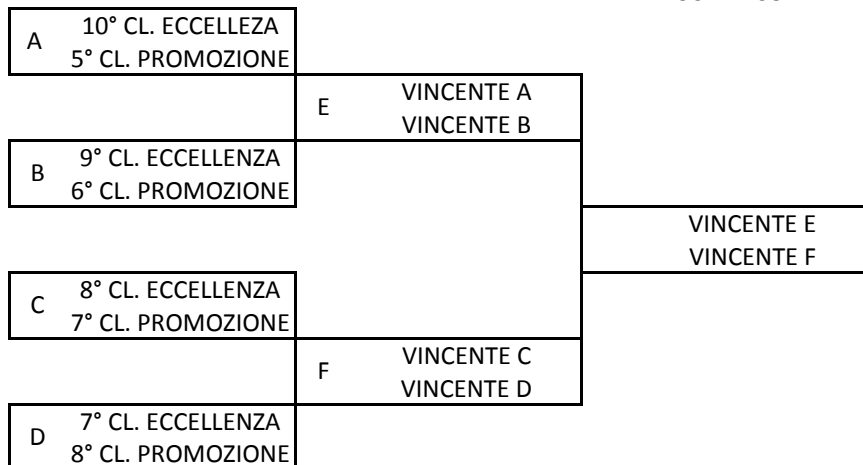 A
10° CL. ECCELLEZA
5° CL. PROMOZIONE
E
VINCENTE A
VINCENTE B
B
9° CL. ECCELLENZA
6° CL. PROMOZIONE
VINCENTE E
VINCENTE F
C
8° CL. ECCELLENZA
7° CL. PROMOZIONE
F
VINCENTE C
VINCENTE D
D
7° CL. ECCELLENZA
8° CL. PROMOZIONE